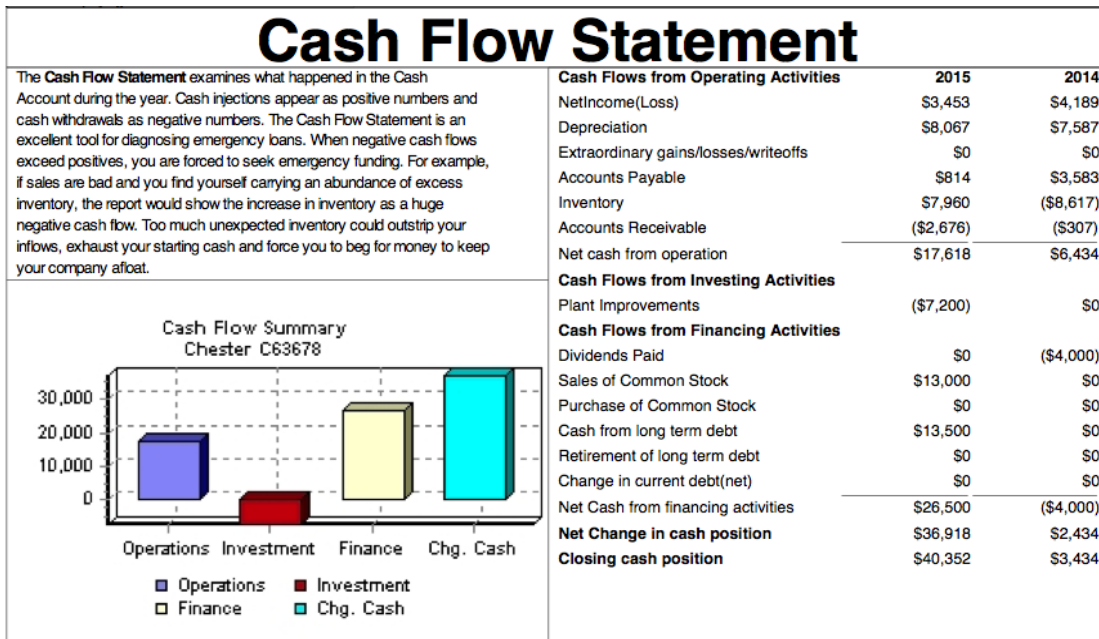 Cash Flow Statement
The Cash Flow Statement examines what happened in the Cash
Account during the year. Cash injections appear as positive numbers and
cash withdrawals as negative numbers. The Cash Flow Statement is an
excellent tool for diagnosing emergency loans. When negative cash flows
exceed positives, you are forced to seek emergency funding. For example,
if sales are bad and you find yourself carrying an abundance of excess
inventory, the report would show the increase in inventory as a huge
negative cash flow. Too much unexpected inventory could outstrip your
inflows, exhaust your starting cash and force you to beg for money to keep
your company afloat.
Cash Flow Summary
Chester C63678
30,000
20,000
10,000
0
Operations Investment Finance Chg. Cash
Operations Investment
Finance Chg. Cash
Cash Flows from Operating Activities 2015 2014
NetIncome(Loss) $3,453 $4,189
Depreciation $8,067 $7,587
Extraordinary gains/losses/writeoffs $0 $0
Accounts Payable $814 $3,583
Inventory $7,960 ($8,617)
Accounts Receivable ($2,676) ($307)
Net cash from operation $17,618 $6,434
Cash Flows from Investing Activities
Plant Improvements ($7,200) $0
Cash Flows from Financing Activities
Dividends Paid $0 ($4,000)
Sales of Common Stock $13,000 $0
Purchase of Common Stock $0 $0
Cash from long term debt $13,500 $0
Retirement of long term debt $0 $0
Change in current debt(net) $0 $0
Net Cash from financing activities $26,500 ($4,000)
Net Change in cash position $36,918 $2,434
Closing cash position $40,352 $3,434